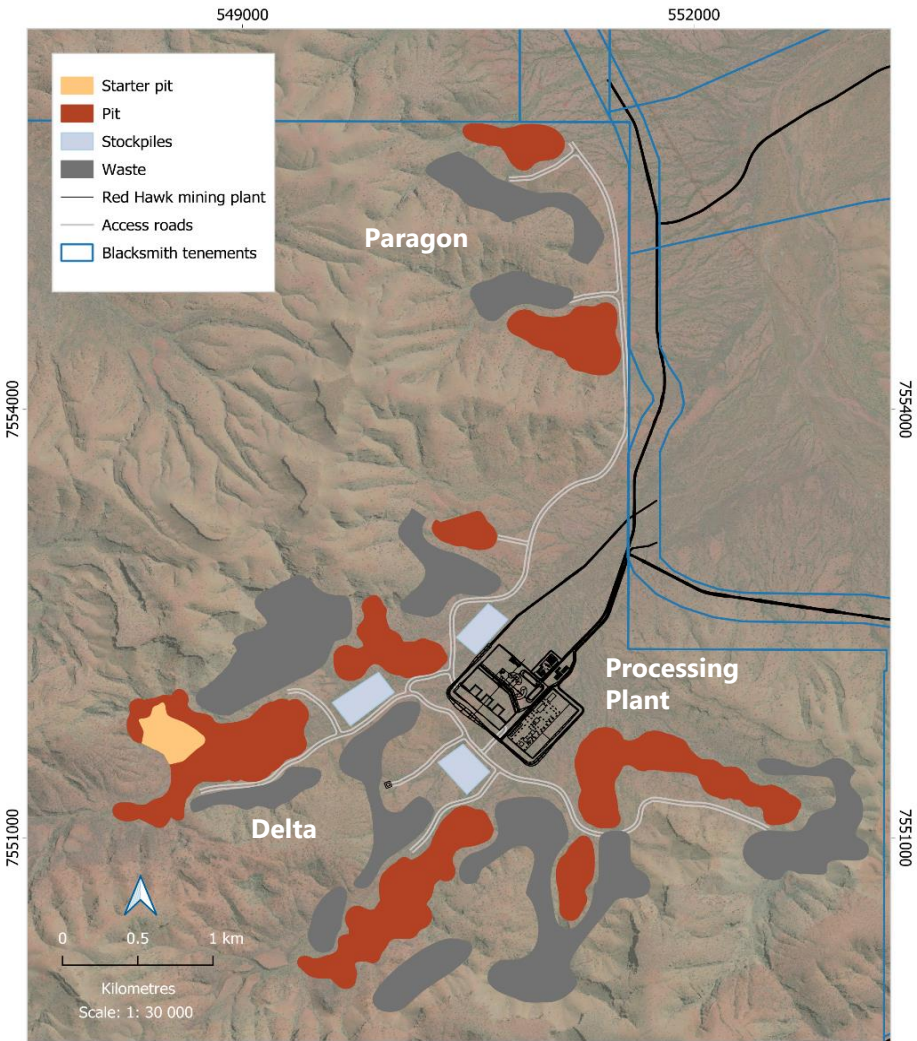 549000
552000
Starter pit
Pit
Stockpiles
Waste
Red Hawk mining plant
Access roads
Blacksmith tenements
Paragon
7554000
7554000
Processing
Plant
Delta
7551000
7551000
0 0.5 1 km
Kilometres
Scale: 1: 30 000